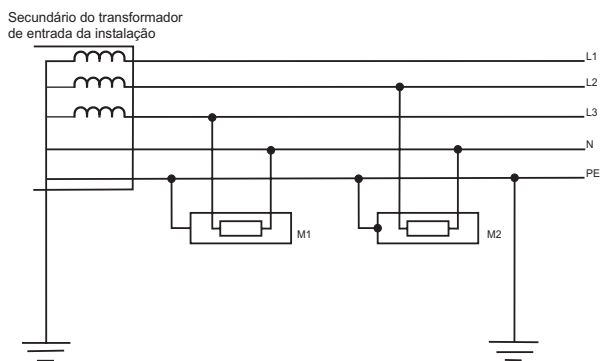 Secundário do transformador
de entrada da instalação
L1
L2
L3
N
PE
M1
M2